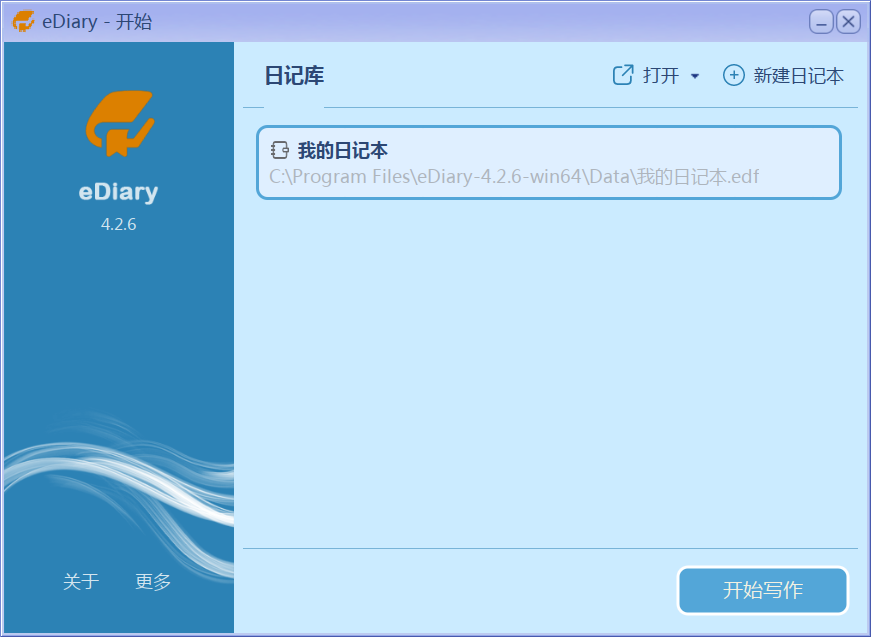 eDiary - 开始
eDiary
4.2.6
关于 更多
日记库 打开 新建日记本
我的日记本
C:\Program Files\eDiary-4.2.6-win64\Data\我的日记本.edf
开始写作